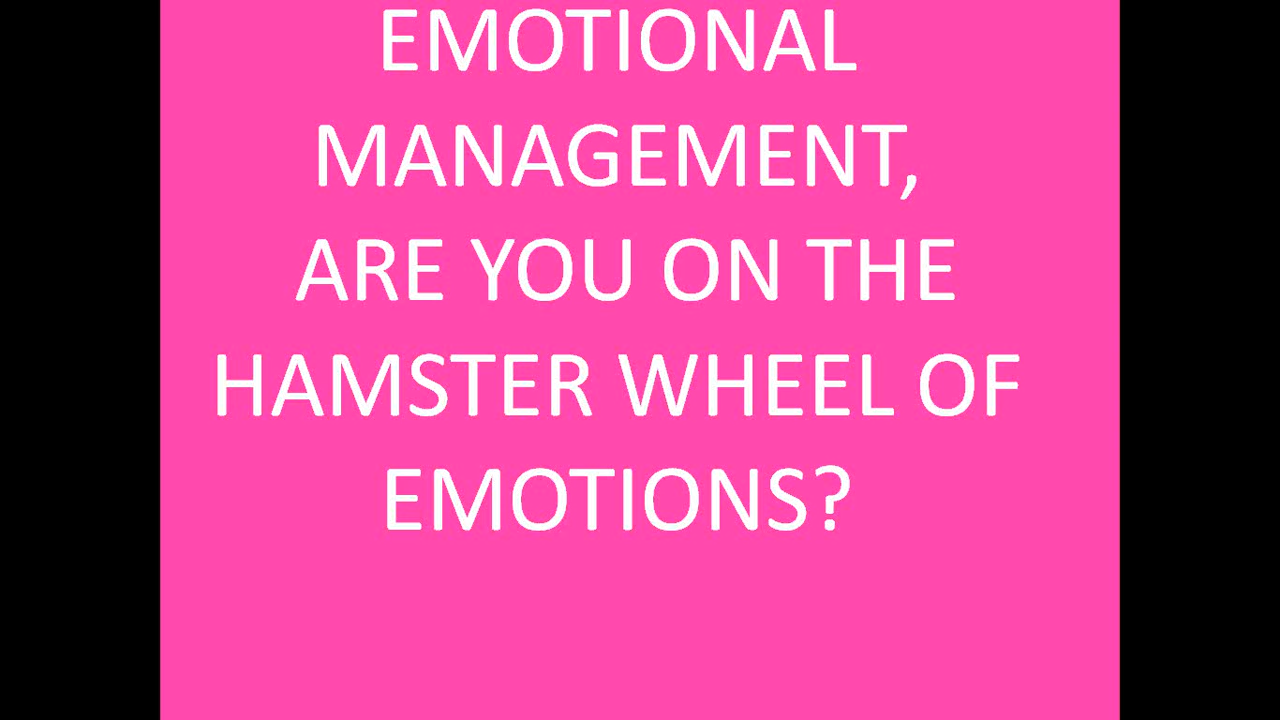 EMOTIONAL
MANAGEMENT,
ARE YOU ON THE
HAMSTER WHEEL OF
EMOTIONS?